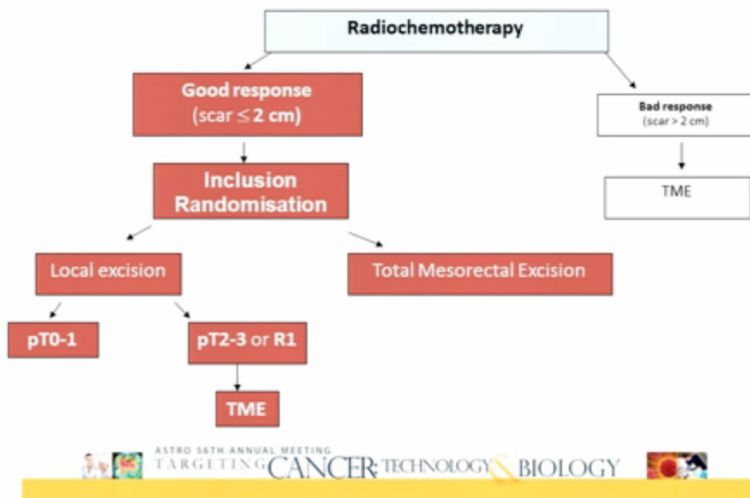 Radiochemotherapy
Good response
(scar ≤ 2 cm)
Bad response
(scar > 2 cm)
Inclusion
Randomisation
TME
Local excision
Total Mesorectal Excision
pT0-1
pT2-3 or R1
TME
ASTRO 56TH ANNUAL MEETING
TARGETING CANCER: TECHNOLOGY & BIOLOGY